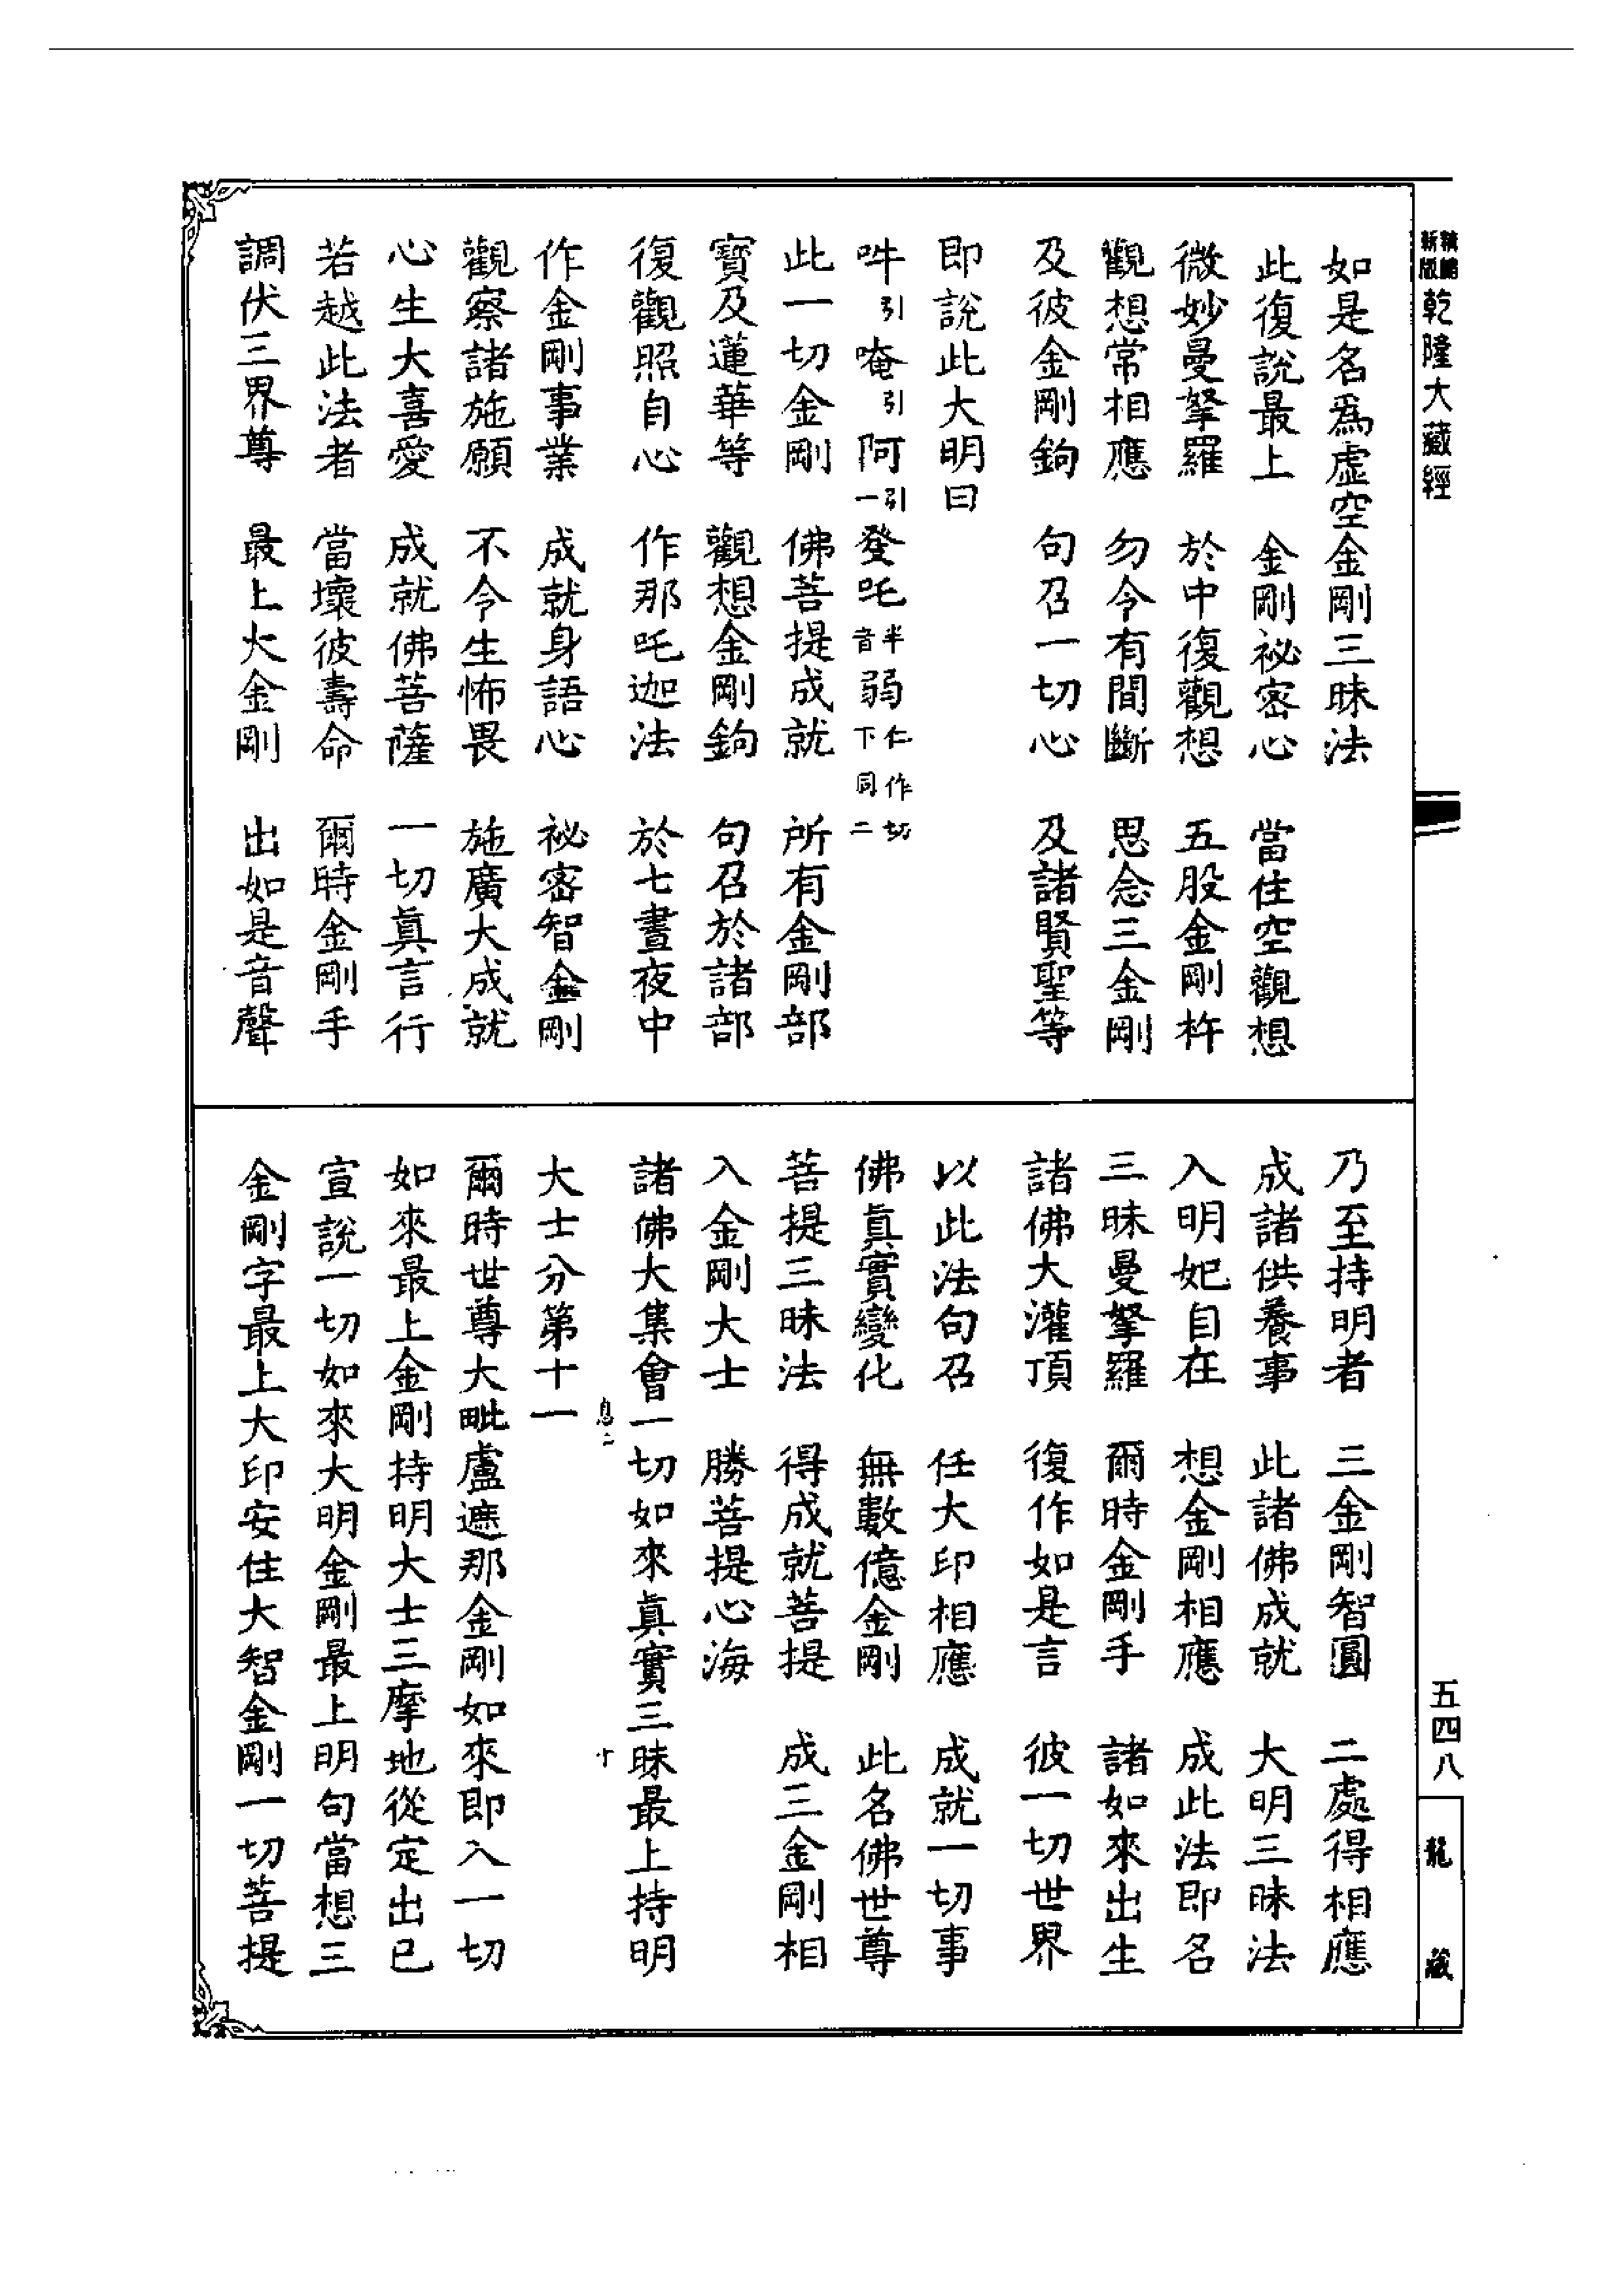 精縮新版乾隆大藏經
如是名爲虛空金剛三昧法
此復說最上　金剛祕密心　當住空觀想
微妙曼拏羅　於中復觀想　五股金剛杵
觀想常相應　勿令有間斷　思念三金剛
及彼金剛鉤　句召一切心　及諸賢聖等
即說此大明曰
吽引唵引阿引一發吒半音弱仁作切下同二
此一切金剛　佛菩提成就　所有金剛部
寶及蓮華等　觀想金剛鉤　句召於諸部
復觀照自心　作那吒迦法　於七晝夜中
作金剛事業　成就身語心　祕密智金剛
觀察諸施願　不令生怖畏　施廣大成就
心生大喜愛　成就佛菩薩　一切眞言行
若越此法者　當壞彼壽命　爾時金剛手
調伏三界尊　最上大金剛　出如是音聲
乃至持明者　三金剛智圓　二處得相應
成諸供養事　此諸佛成就　大明三昧法
入明妃自在　想金剛相應　成此法即名
三昧曼拏羅　爾時金剛手　諸如來出生
諸佛大灌頂　復作如是言　彼一切世界
以此法句召　任大印相應　成就一切事
佛眞實變化　無數億金剛　此名佛世尊
菩提三昧法　得成就菩提　成三金剛相
入金剛大士　勝菩提心海
諸佛大集會一切如來眞實三昧最上持明
息二　十
大士分第十一
爾時世尊大毗盧遮那金剛如來即入一切
如來最上金剛持明大士三摩地從定出已
宣說一切如來大明金剛最上明句當想三
金剛字最上大印安住大智金剛一切菩提
五四八
龍藏